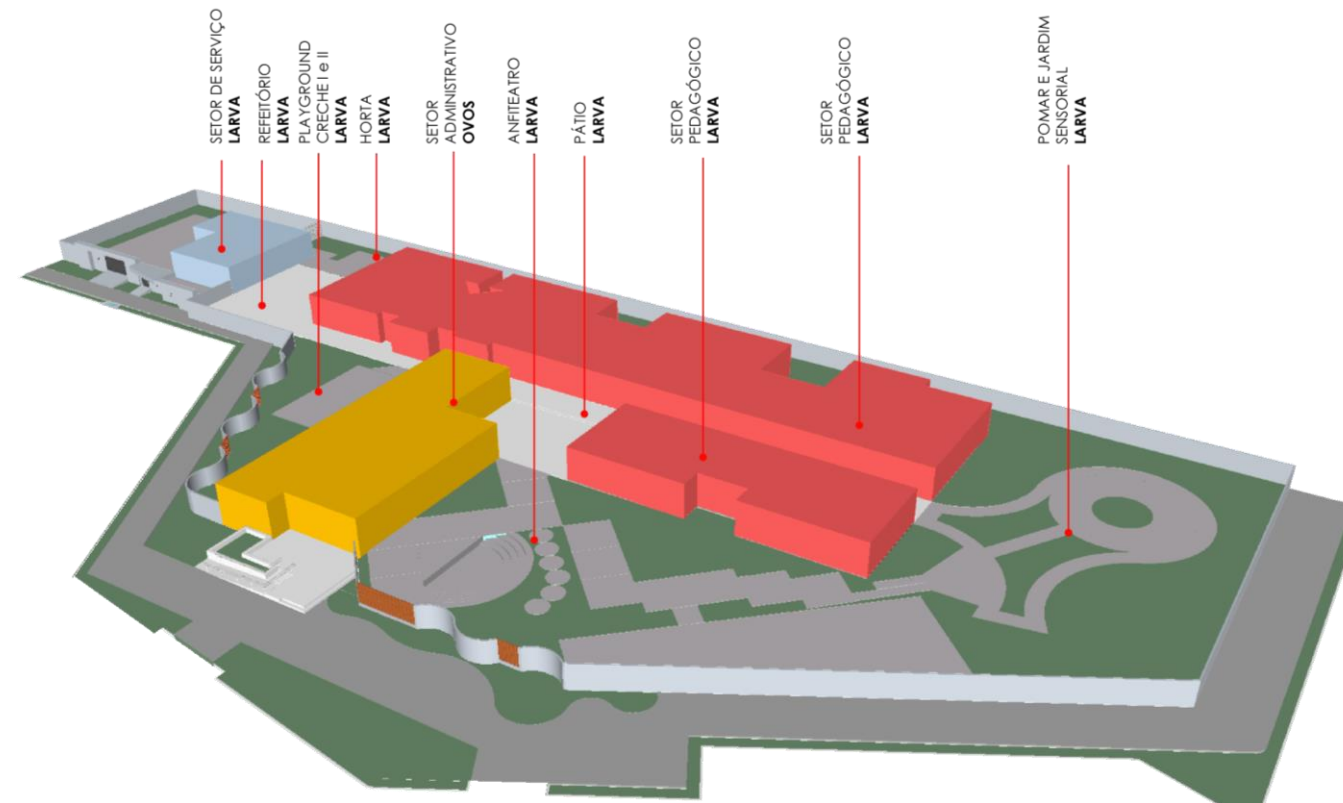 SETOR DE SERVIÇO
LARVA
REFEITÓRIO
LARVA
PLAYGROUND
CRECHE I e II
LARVA
HORTA
LARVA
SETOR
ADMINISTRATIVO
OVOS
ANFITEATRO
LARVA
PÁTIO
LARVA
SETOR
PEDAGÓGICO
LARVA
SETOR
PEDAGÓGICO
LARVA
POMAR E JARDIM
SENSORIAL
LARVA